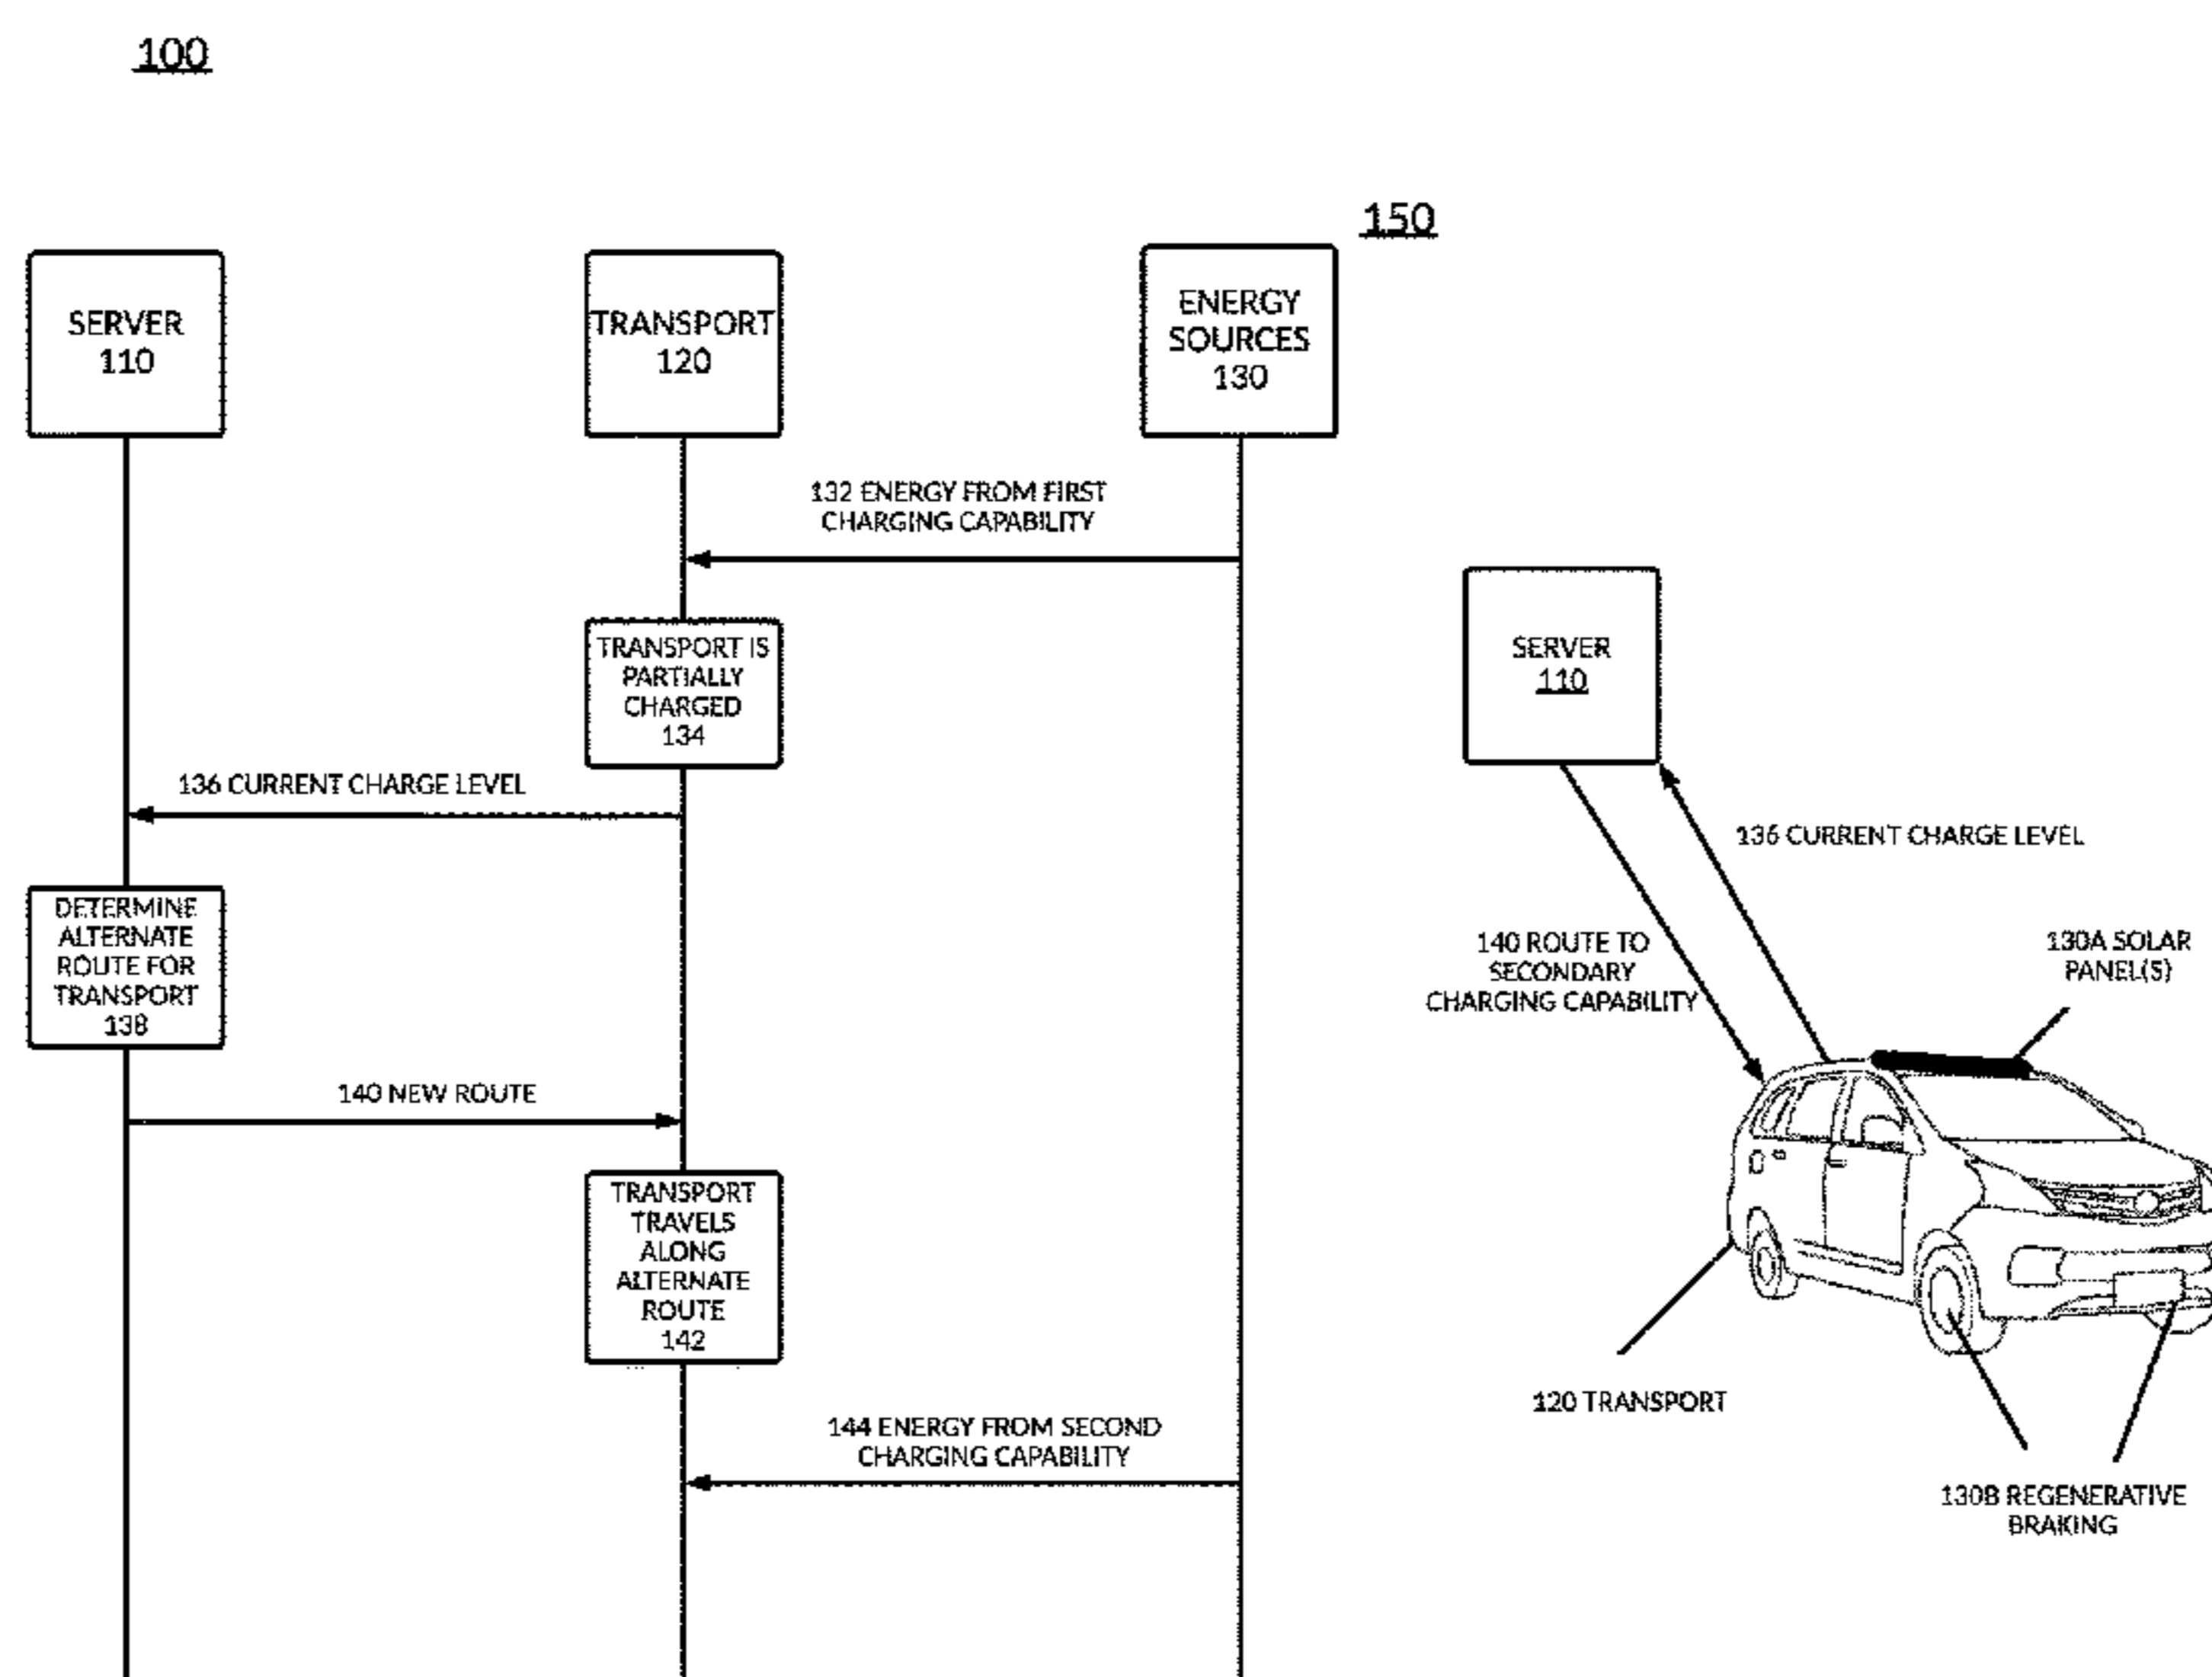 100
150
SERVER
110
TRANSPORT
120
ENERGY
SOURCES
130
132 ENERGY FROM FIRST
CHARGING CAPABILITY
TRANSPORT IS
PARTIALLY
CHARGED
134
136 CURRENT CHARGE LEVEL
DETERMINE
ALTERNATE
ROUTE FOR
TRANSPORT
138
140 NEW ROUTE
TRANSPORT
TRAVELS
ALONG
ALTERNATE
ROUTE
142
144 ENERGY FROM SECOND
CHARGING CAPABILITY
SERVER
110
136 CURRENT CHARGE LEVEL
140 ROUTE TO
SECONDARY
CHARGING CAPABILITY
130A SOLAR
PANEL(S)
120 TRANSPORT
130B REGENERATIVE
BRAKING